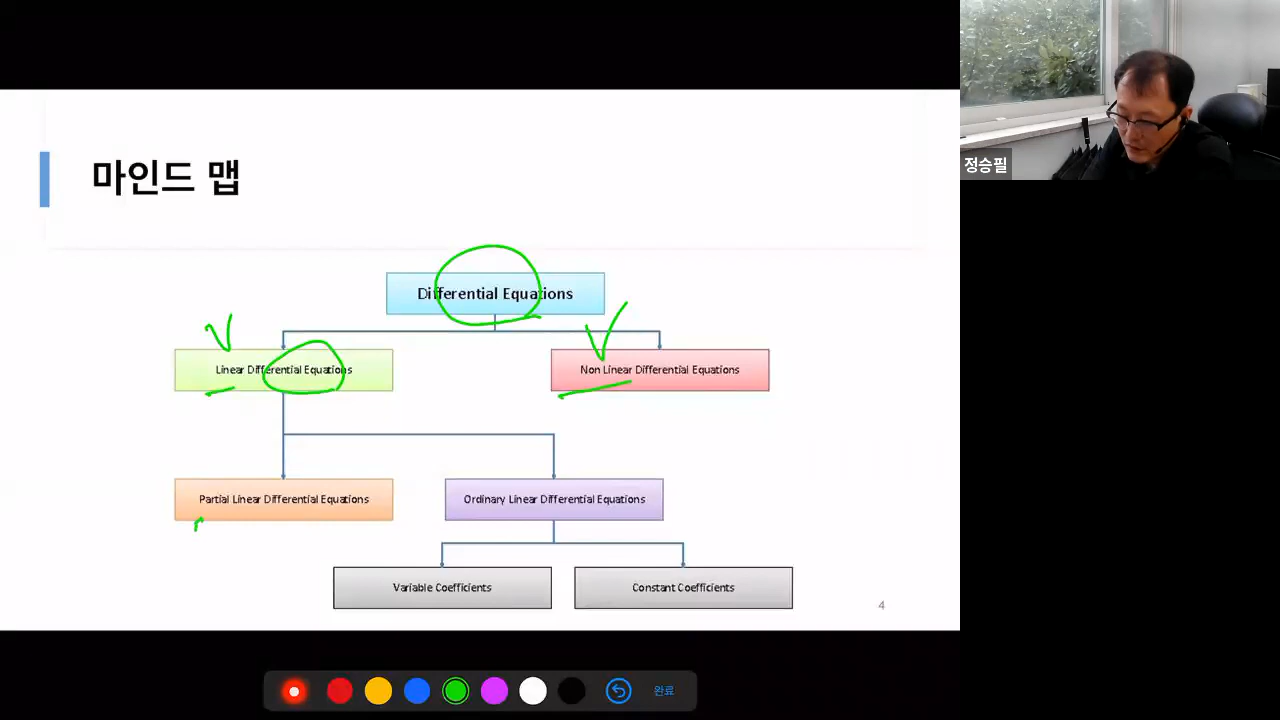 마인드 맵
Differential Equations
Linear Differential Equations
Non Linear Differential Equations
Partial Linear Differential Equations
Ordinary Linear Differential Equations
Variable Coefficients
Constant Coefficients
4
정승필
완료